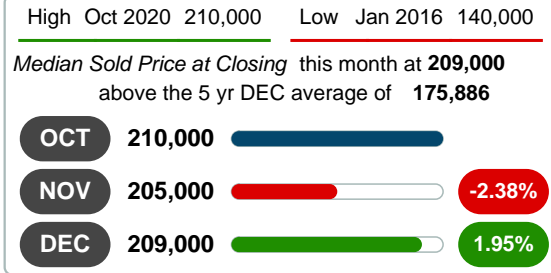 High Oct 2020 210,000 Low Jan 2016 140,000
Median Sold Price at Closing this month at 209,000
above the 5 yr DEC average of 175,886
OCT 210,000
NOV 205,000 -2.38%
DEC 209,000 1.95%